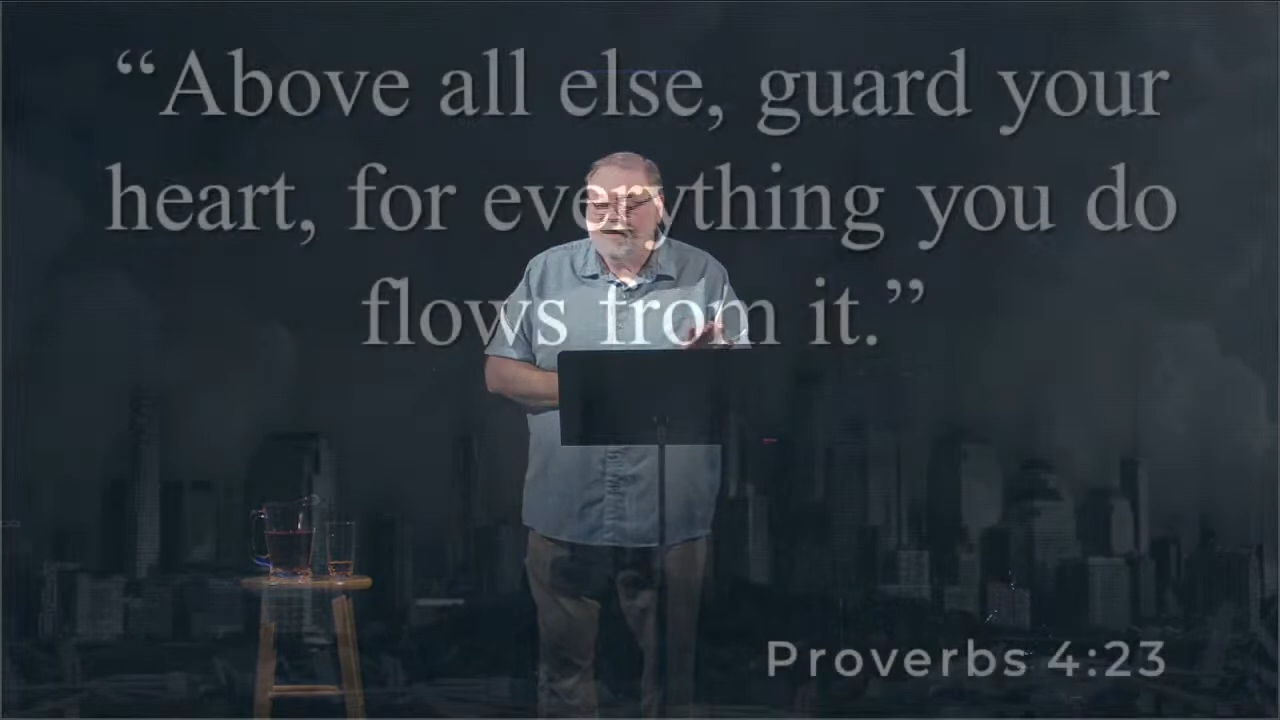 “Above all else, guard your
heart, for everything you do
flows from it.”
Proverbs 4:23